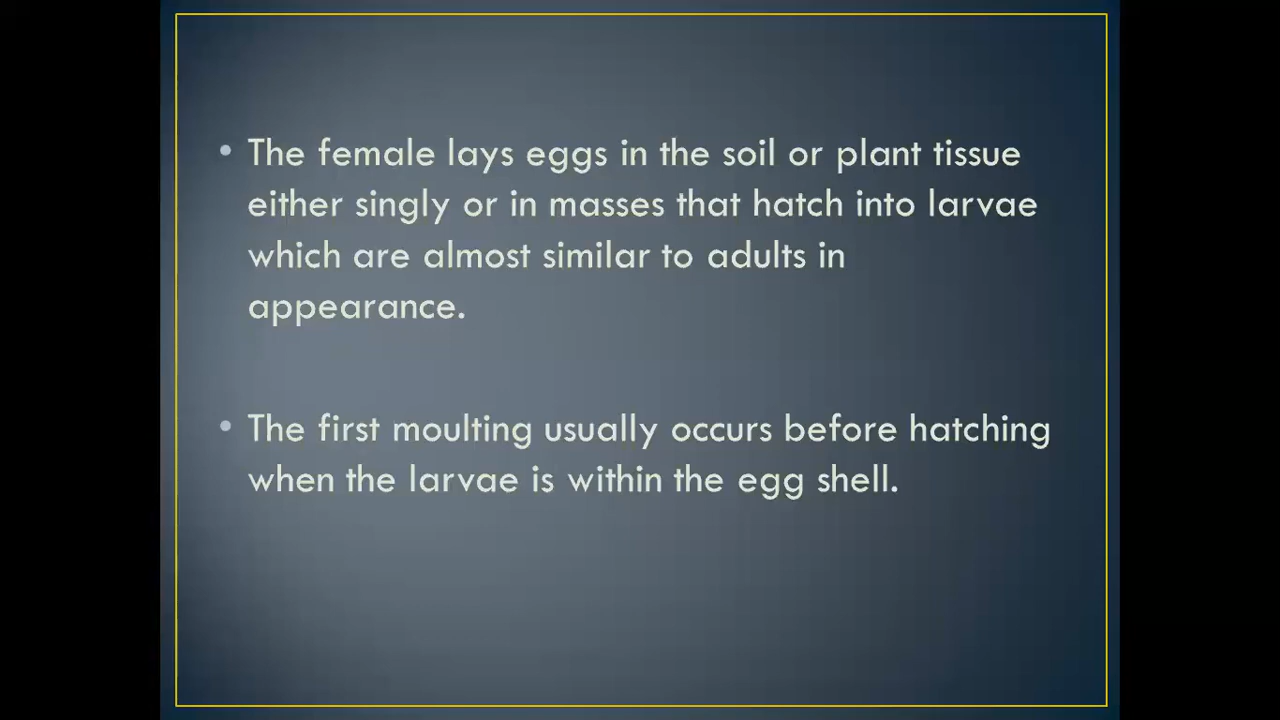 • The female lays eggs in the soil or plant tissue
either singly or in masses that hatch into larvae
which are almost similar to adults in
appearance.
• The first moulting usually occurs before hatching
when the larvae is within the egg shell.